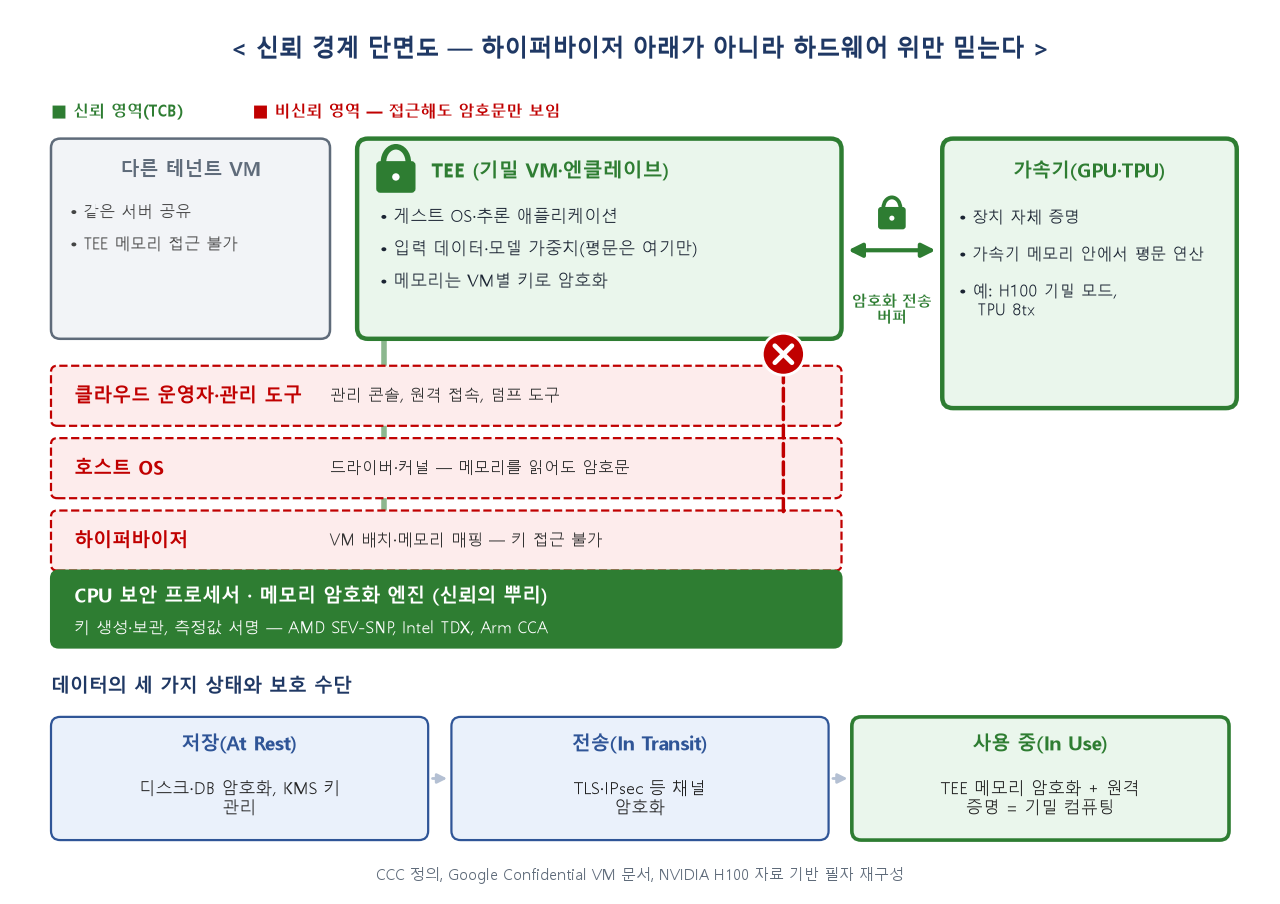 < 신뢰 경계 단면도 — 하이퍼바이저 아래가 아니라 하드웨어 위만 믿는다 >
신뢰 영역(TCB)
비신뢰 영역 — 접근해도 암호문만 보임
다른 테넌트 VM
• 같은 서버 공유
• TEE 메모리 접근 불가
TEE (기밀 VM·엔클레이브)
• 게스트 OS·추론 애플리케이션
• 입력 데이터·모델 가중치(평문은 여기만)
• 메모리는 VM별 키로 암호화
암호화 전송
버퍼
가속기(GPU·TPU)
• 장치 자체 증명
• 가속기 메모리 안에서 평문 연산
• 예: H100 기밀 모드,
TPU 8tx
클라우드 운영자·관리 도구
관리 콘솔, 원격 접속, 덤프 도구
호스트 OS
드라이버·커널 — 메모리를 읽어도 암호문
하이퍼바이저
VM 배치·메모리 매핑 — 키 접근 불가
CPU 보안 프로세서 · 메모리 암호화 엔진 (신뢰의 뿌리)
키 생성·보관, 측정값 서명 — AMD SEV-SNP, Intel TDX, Arm CCA
데이터의 세 가지 상태와 보호 수단
저장(At Rest)
디스크·DB 암호화, KMS 키
관리
전송(In Transit)
TLS·IPsec 등 채널
암호화
사용 중(In Use)
TEE 메모리 암호화 + 원격
증명 = 기밀 컴퓨팅
CCC 정의, Google Confidential VM 문서, NVIDIA H100 자료 기반 필자 재구성